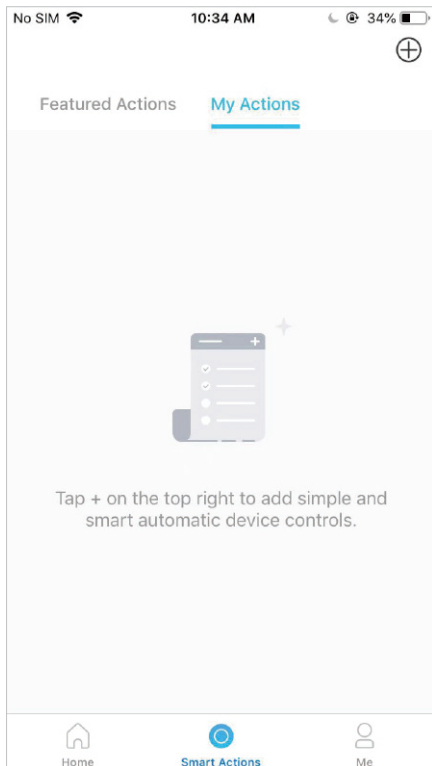 No SIM 10:34 AM 34%
Featured Actions My Actions
Tap + on the top right to add simple and
smart automatic device controls.
Home Smart Actions Me